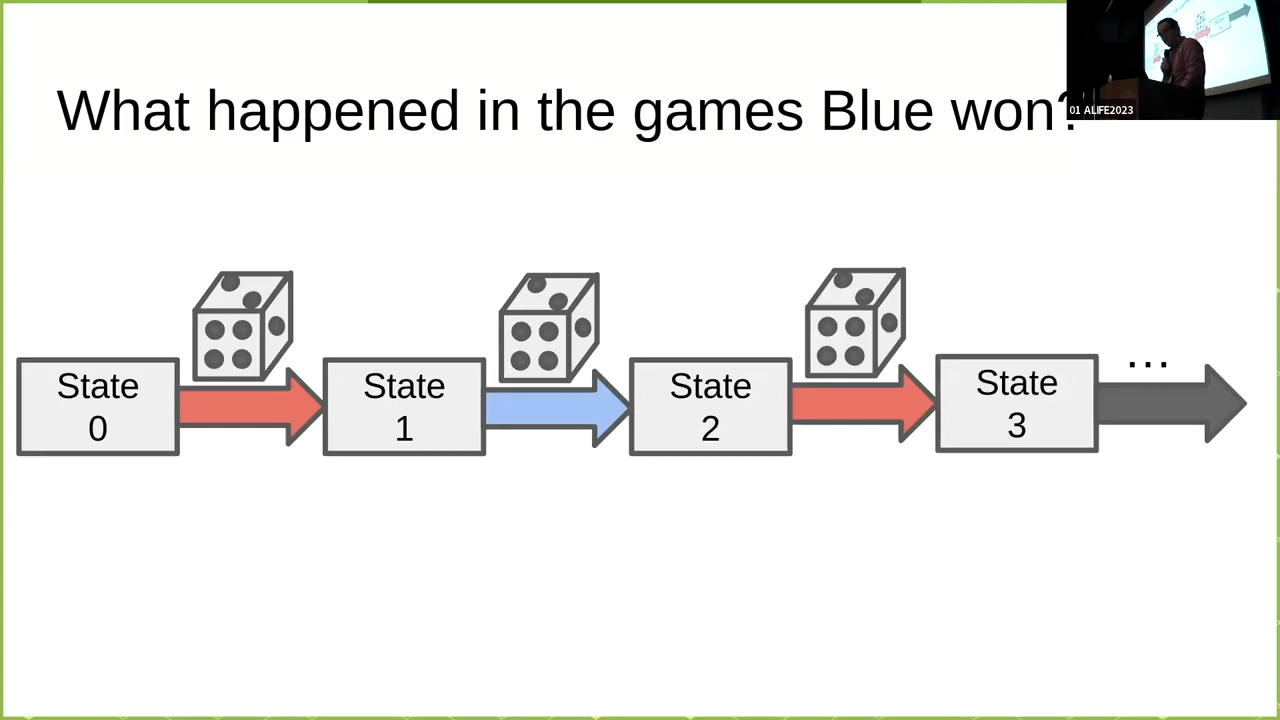 What happened in the games Blue won?
01 ALIFE2023
State
0
State
1
State
2
State
3
...